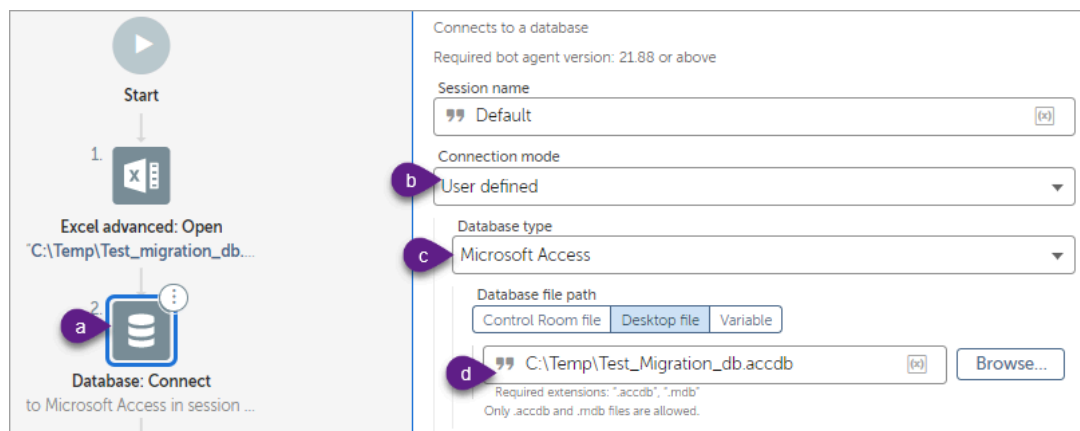 Start
1.
Excel advanced: Open
"C:\Temp\Test_migration_db....
2.
a
Database: Connect
to Microsoft Access in session ...
Connects to a database
Required bot agent version: 21.88 or above
Session name
Default
(x)
Connection mode
b
User defined
Database type
c
Microsoft Access
Database file path
Control Room file Desktop file Variable
d
C:\Temp\Test_Migration_db.accdb
(x)
Browse...
Required extensions: ".accdb", ".mdb"
Only .accdb and .mdb files are allowed.